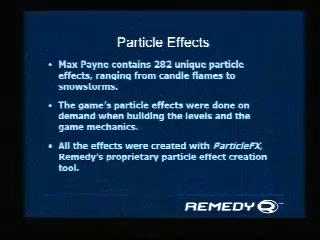 Particle Effects
• Max Payne contains 282 unique particle
effects, ranging from candle flames to
snowstorms.
• The game's particle effects were done on
demand when building the levels and the
game mechanics.
• All the effects were created with ParticleFX,
Remedy's proprietary particle effect creation
tool.
REMEDY